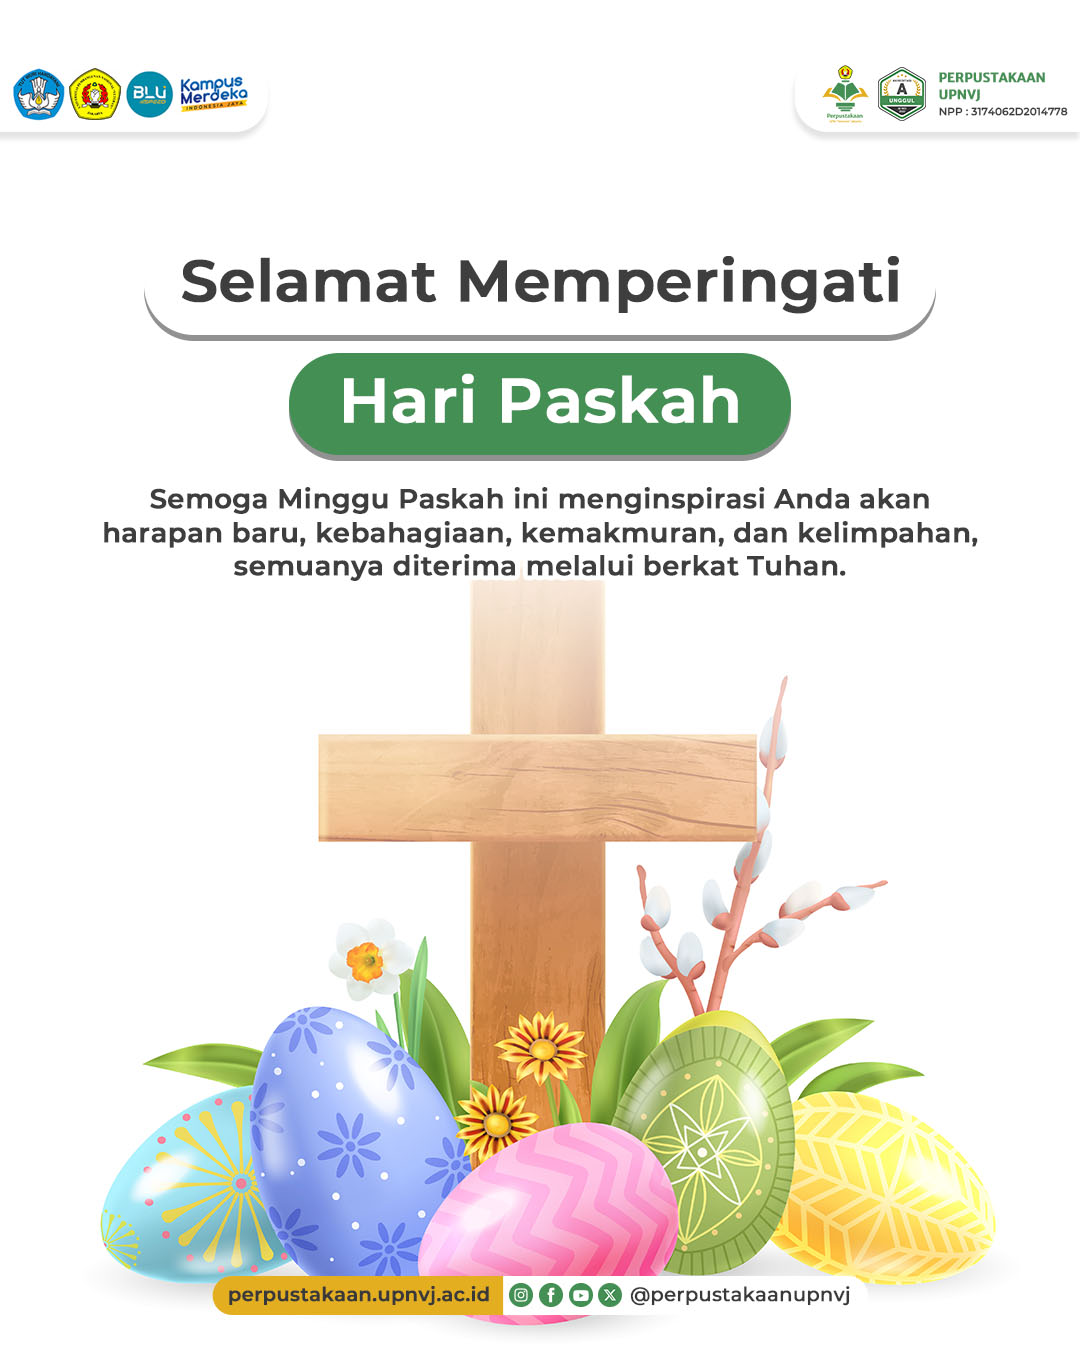 BLU
SPEED
Kampus
Merdeka
INDONESIA JAYA
Perpustakaan
A
UNGGUL
PERPUSTAKAAN
UPNVJ
NPP : 3174062D2014778
Selamat Memperingati
Hari Paskah
Semoga Minggu Paskah ini menginspirasi Anda akan
harapan baru, kebahagiaan, kemakmuran, dan kelimpahan,
semuanya diterima melalui berkat Tuhan.
perpustakaan.upnvj.ac.id
@perpustakaanupnvj